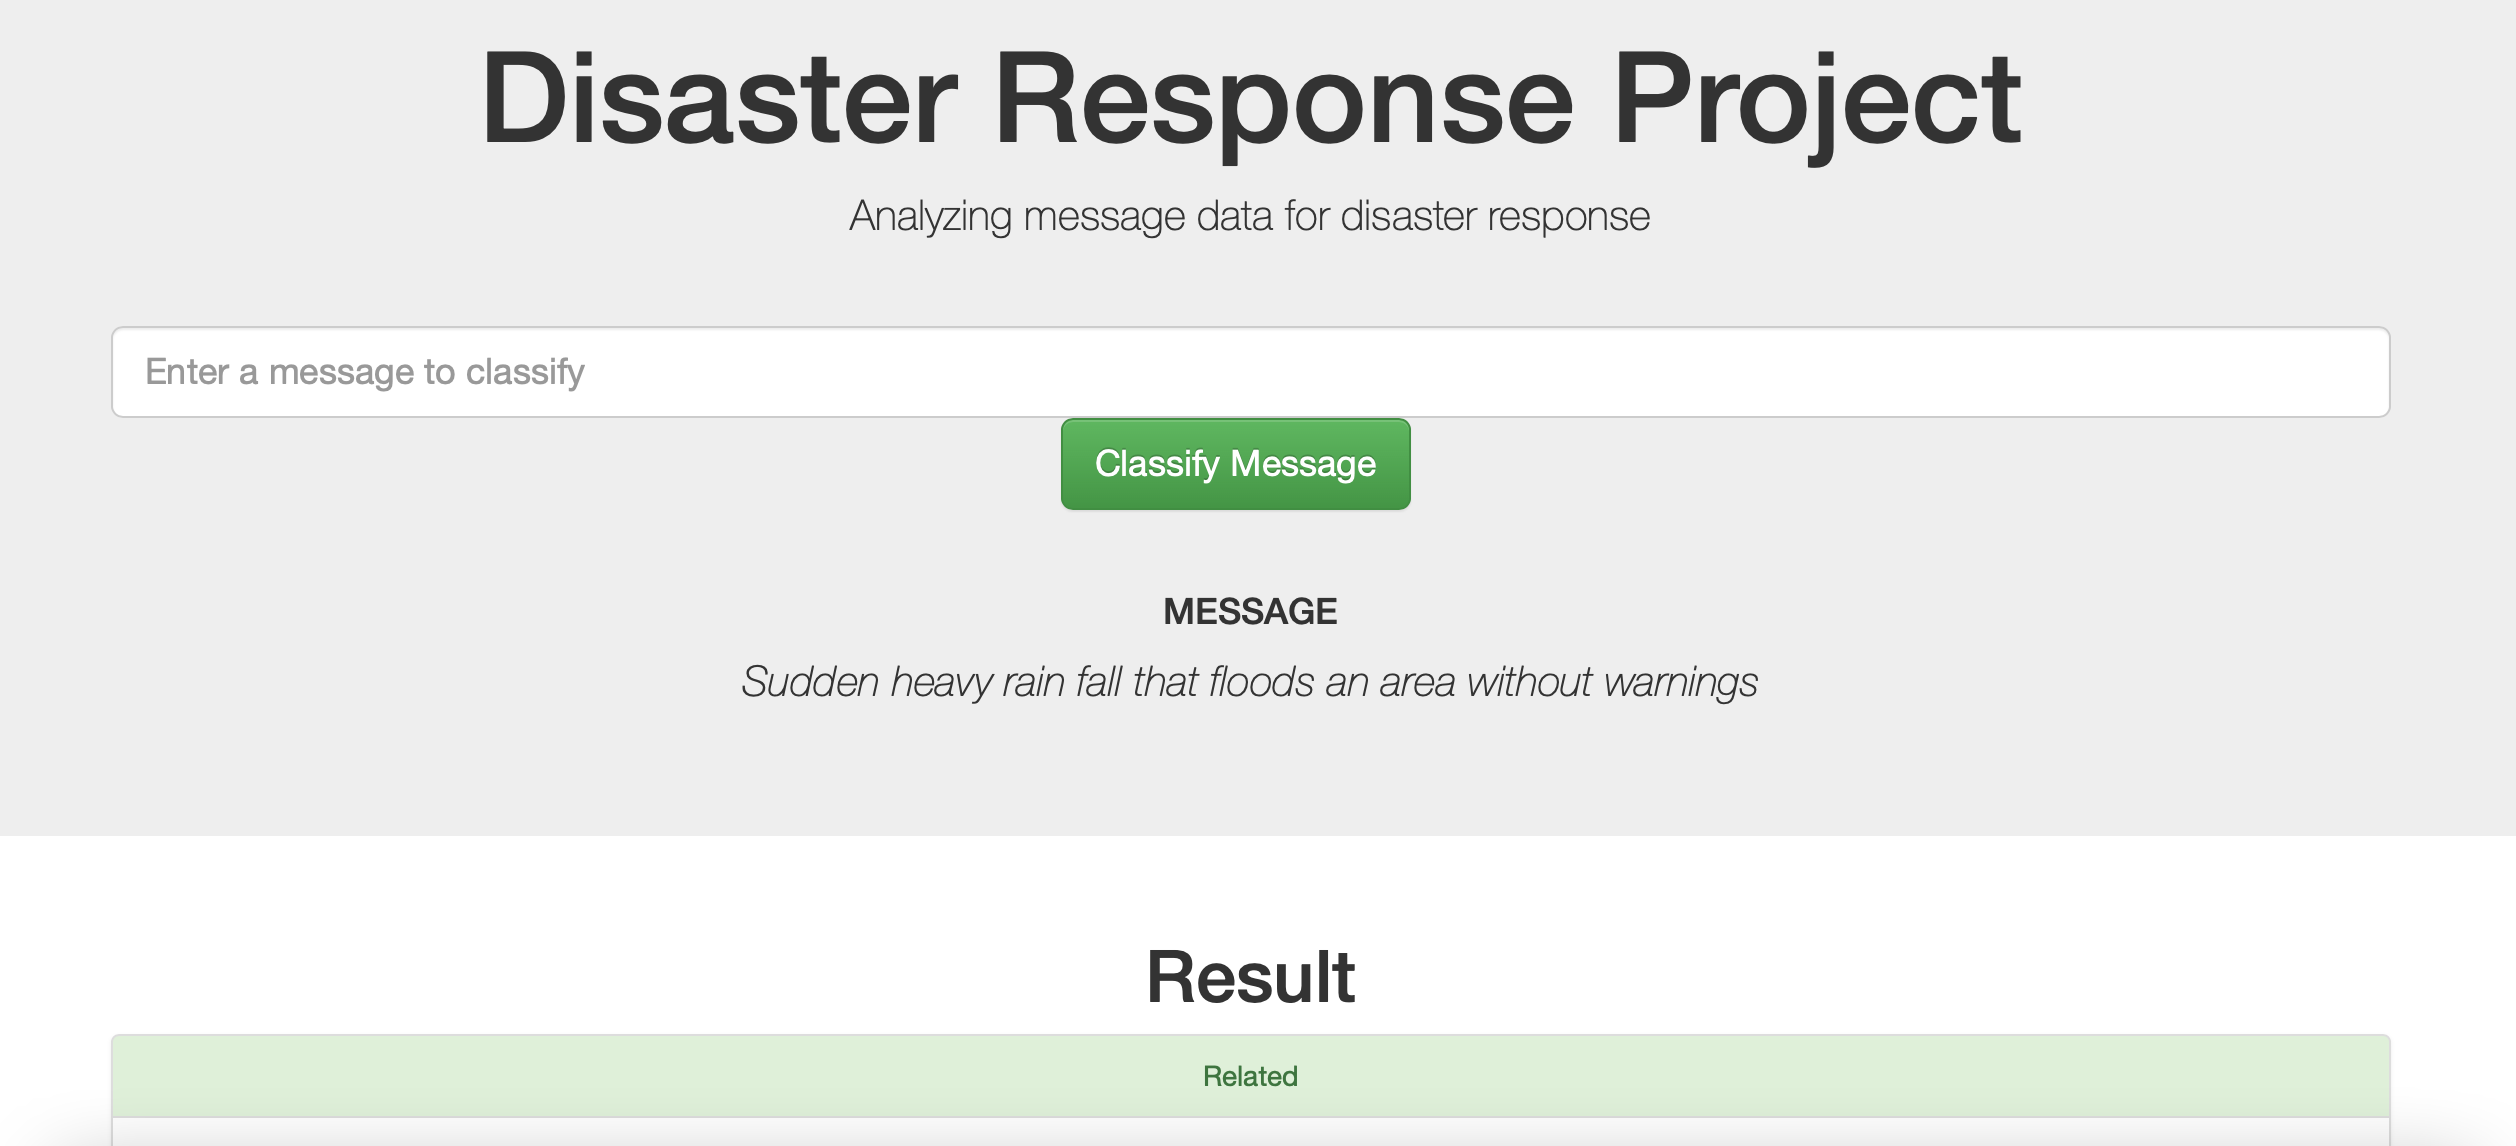 Disaster Response Project
Analyzing message data for disaster response
Enter a message to classify
Classify Message
MESSAGE
Sudden heavy rain fall that floods an area without warnings
Result
Related